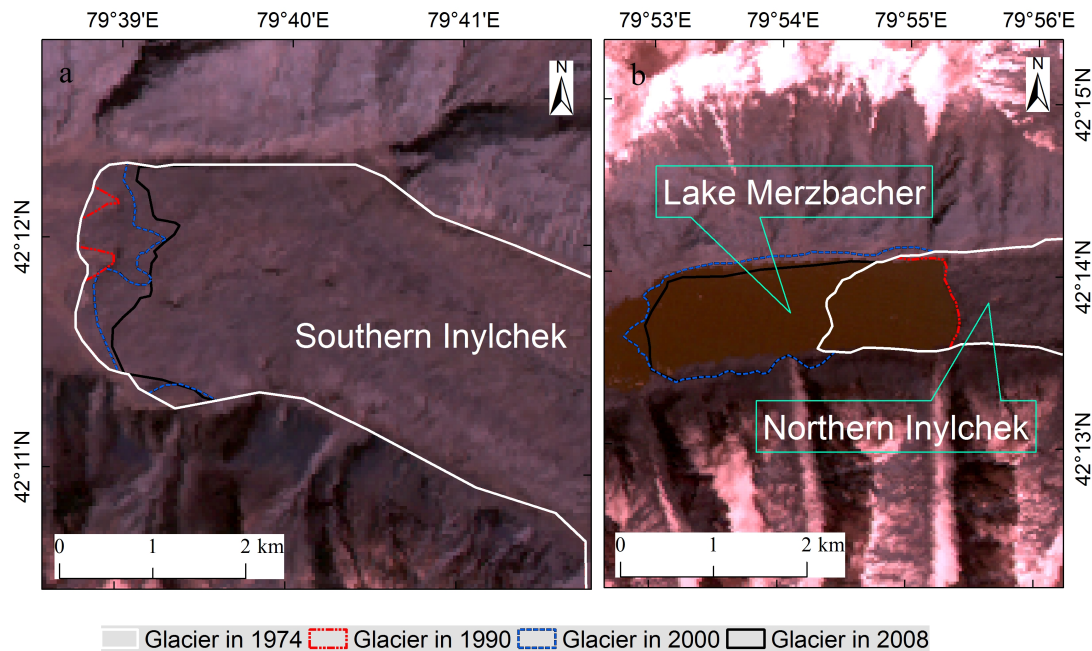 79°39'E 79°40'E 79°41'E 79°53'E 79°54'E 79°55'E 79°56'E
a
N
b
N
42°12'N
42°11'N
42°15'N
42°14'N
42°13'N
Lake Merzbacher
Southern Inylchek
Northern Inylchek
0 1 2 km
0 1 2 km
Glacier in 1974 Glacier in 1990 Glacier in 2000 Glacier in 2008